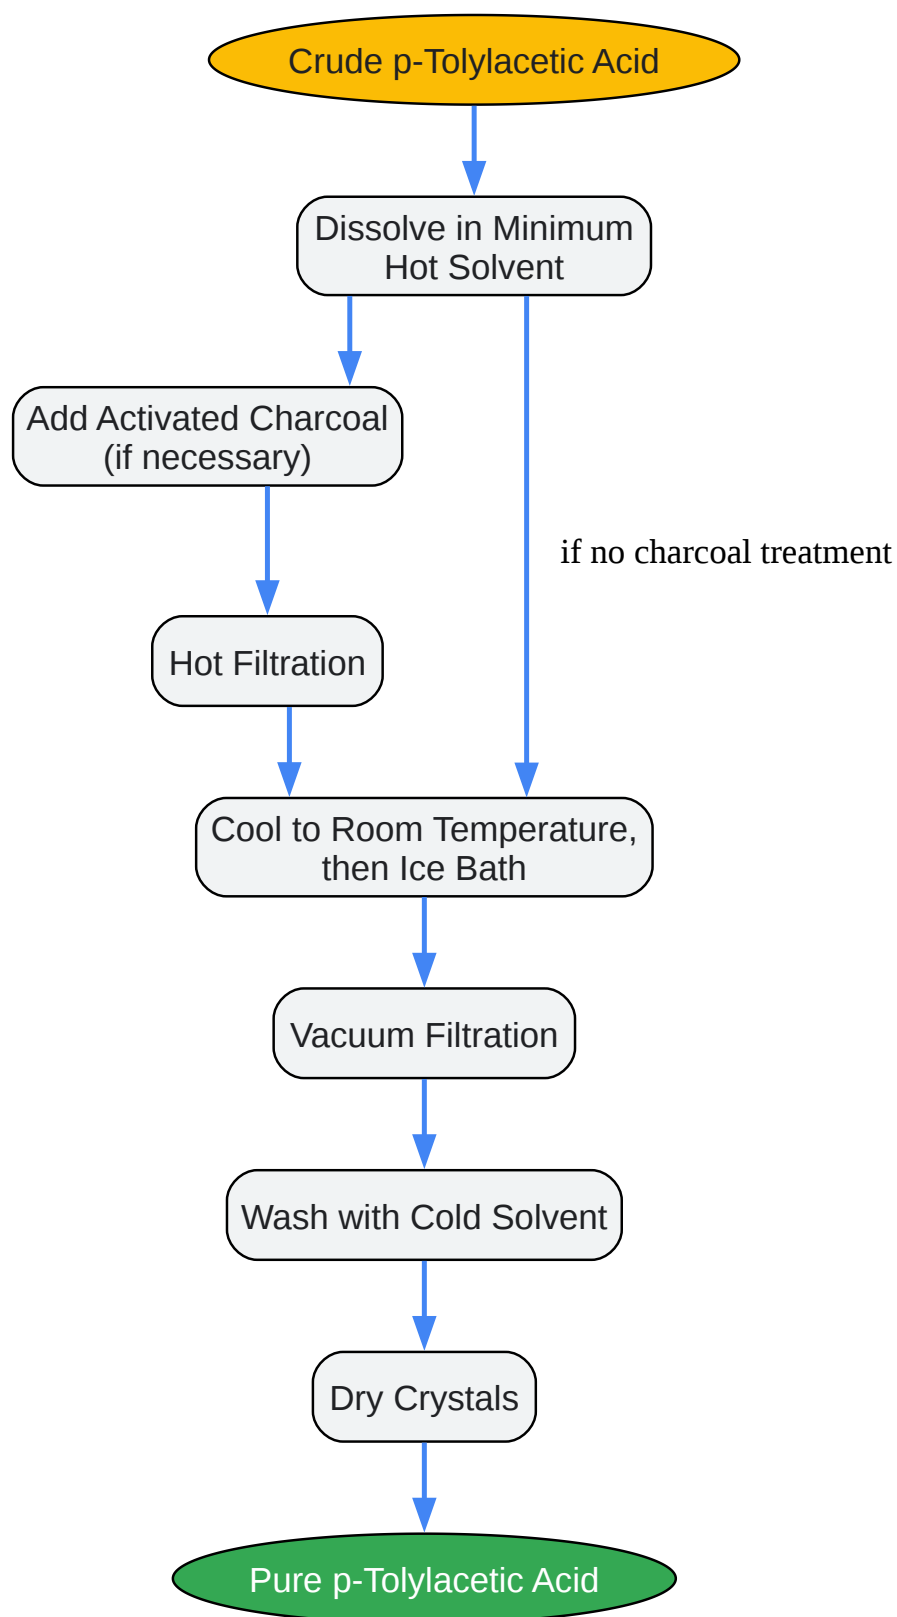 Crude p-Tolylacetic Acid
Dissolve in Minimum
Hot Solvent
Add Activated Charcoal
(if necessary)
if no charcoal treatment
Hot Filtration
Cool to Room Temperature,
then Ice Bath
Vacuum Filtration
Wash with Cold Solvent
Dry Crystals
Pure p-Tolylacetic Acid